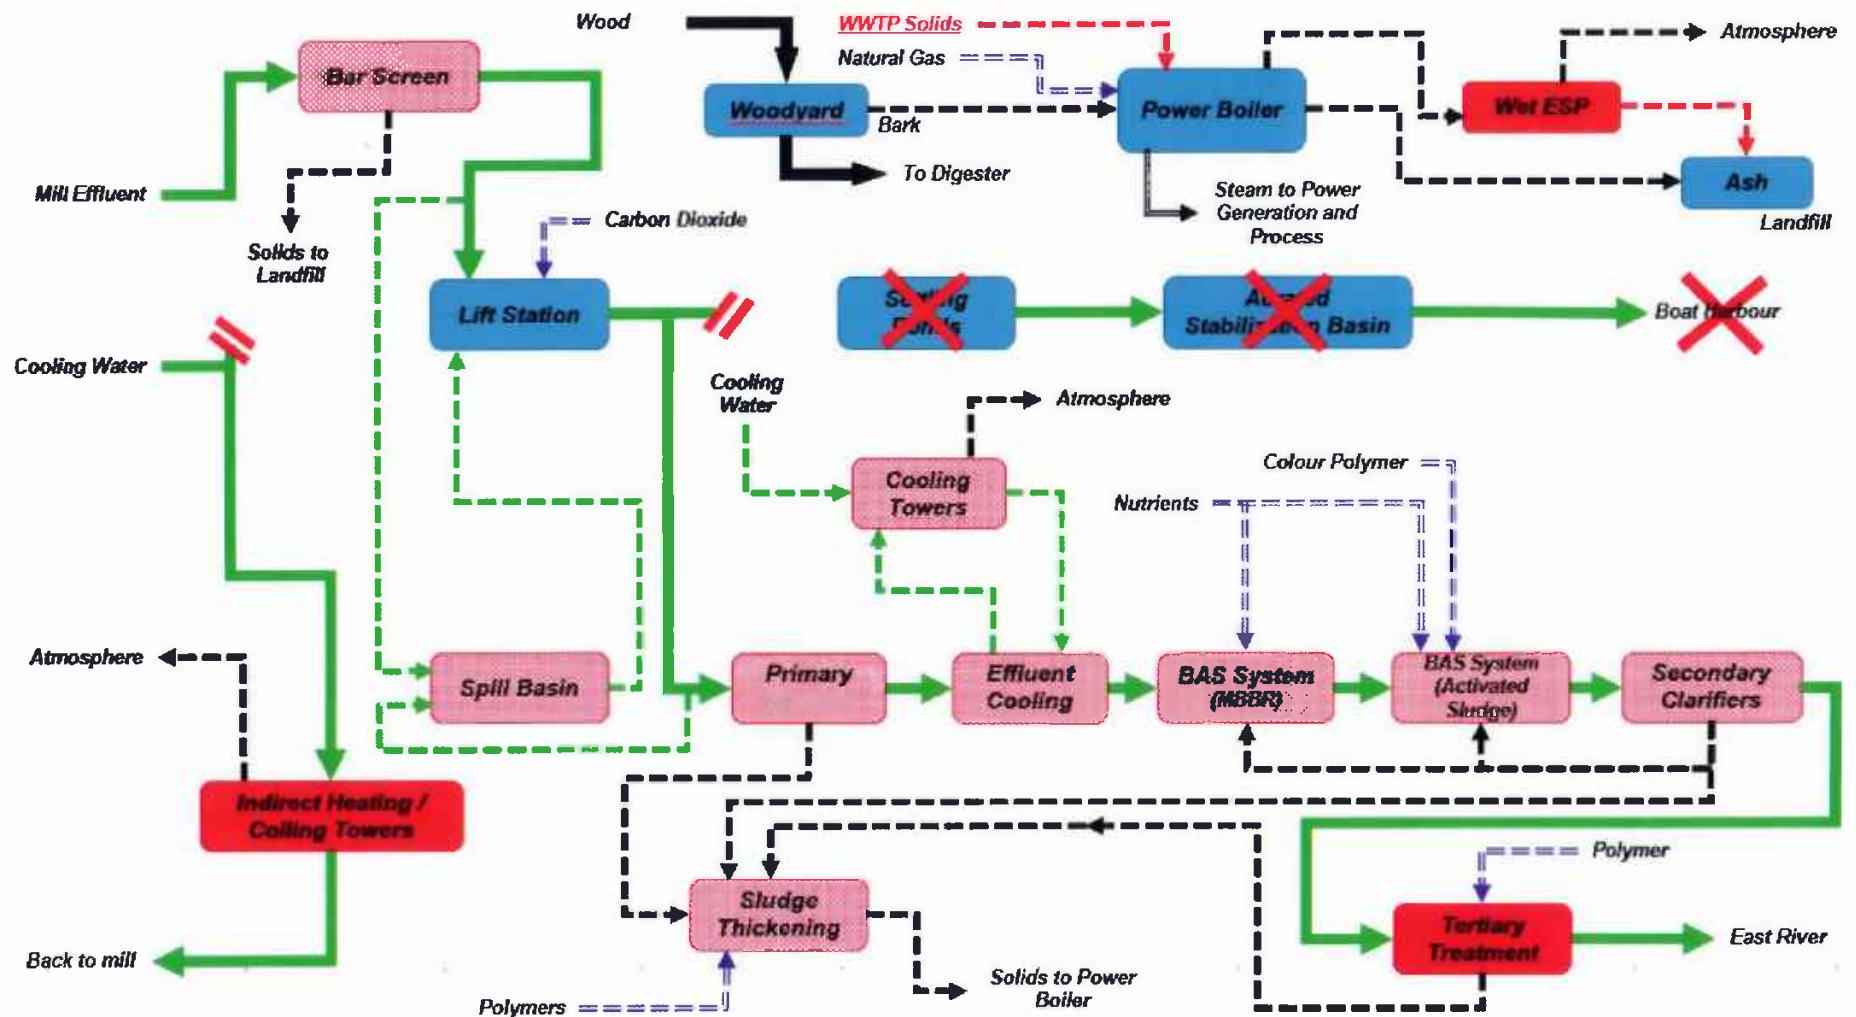 Wood
WWTP Solids
Natural Gas
Atmosphere
Bar Screen
Woodyard
Bark
Power Boiler
Wet ESP
To Digester
Ash
Landfill
Mill Effluent
Steam to Power
Generation and
Process
Solids to
Landfill
Carbon Dioxide
Lift Station
Stabilization Basin
Boat Harbour
Cooling Water
Cooling
Water
Atmosphere
Cooling
Towers
Colour Polymer
Nutrients
Atmosphere
Spill Basin
Primary
Effluent
Cooling
BAS System
(MBBR)
BAS System
(Activated
Sludge)
Secondary
Clarifiers
Indirect Heating /
Coiling Towers
Polymer
Sludge
Thickening
Tertiary
Treatment
East River
Back to mill
Solids to Power
Boiler
Polymers